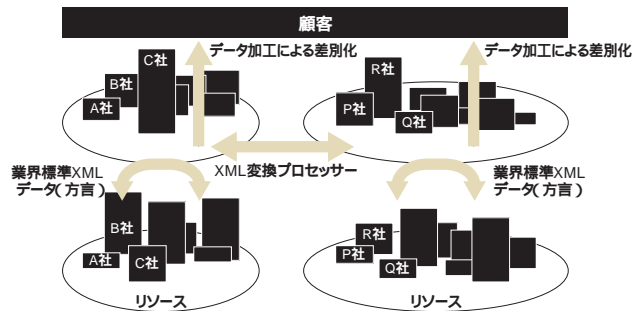 顧客
データ加工による差別化
データ加工による差別化
C社
B社
A社
R社
P社
Q社
XML変換プロセッサー
業界標準XML
データ(方言)
業界標準XML
データ(方言)
B社
A社
C社
リソース
R社
P社
Q社
リソース